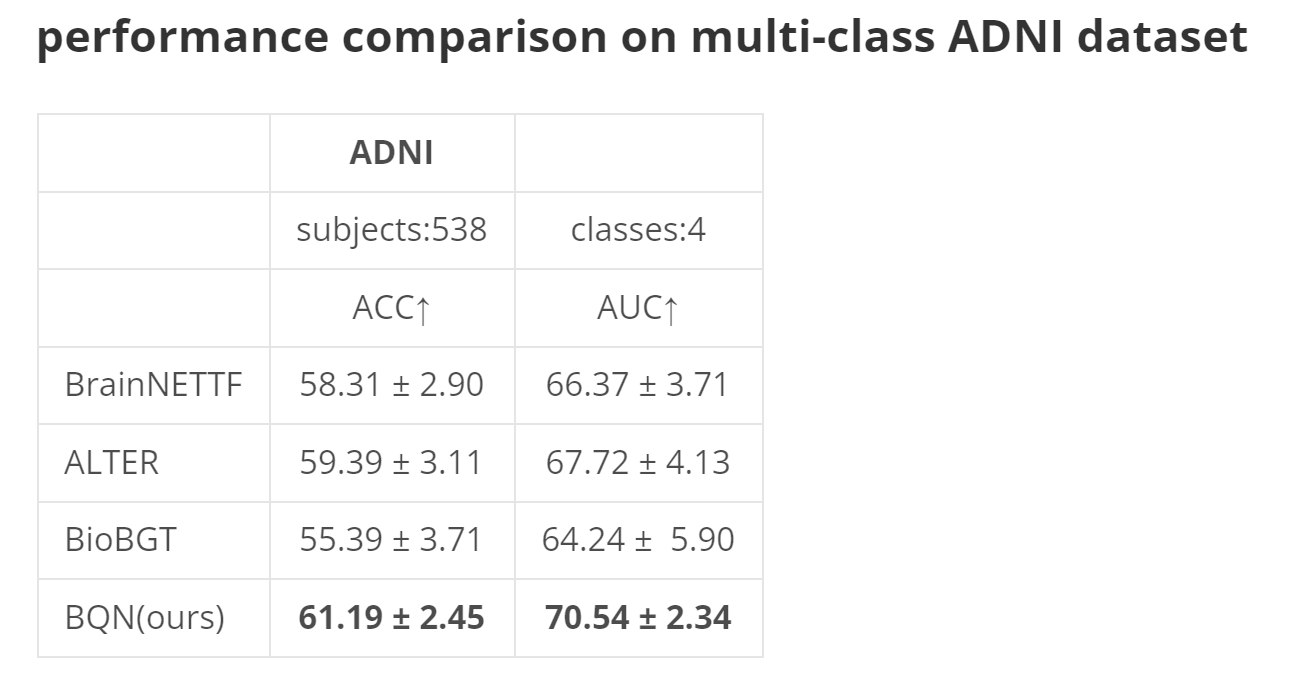 performance comparison on multi-class ADNI dataset
ADNI
subjects:538 classes:4
ACC↑ AUC↑
BrainNETTF 58.31 ± 2.90 66.37 ± 3.71
ALTER 59.39 ± 3.11 67.72 ± 4.13
BioBGT 55.39 ± 3.71 64.24 ± 5.90
BQN(ours) 61.19 ± 2.45 70.54 ± 2.34